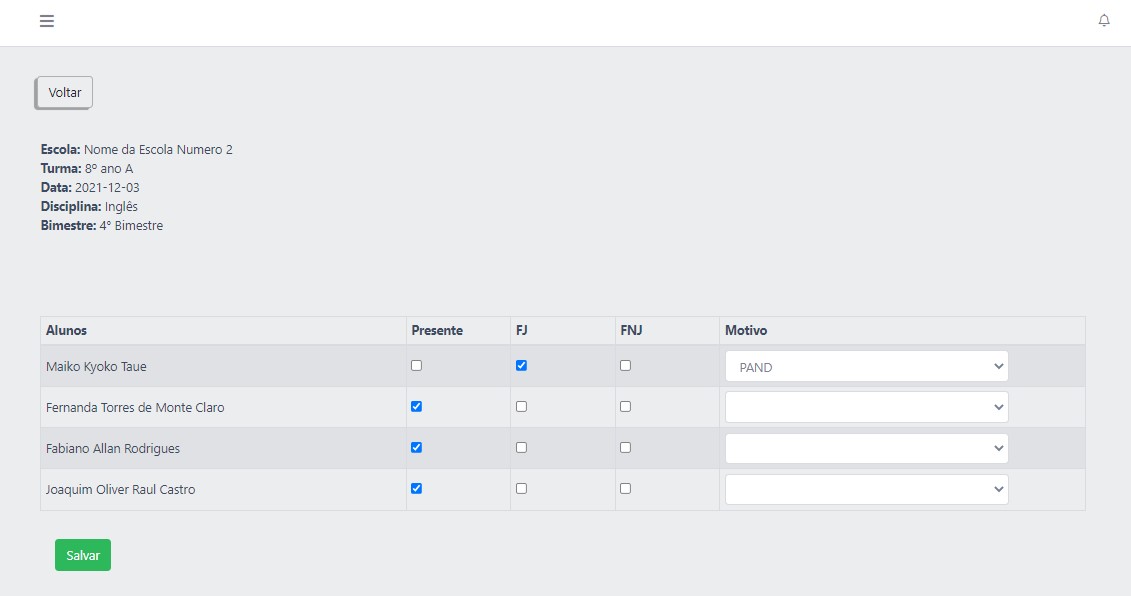 Voltar
Escola: Nome da Escola Numero 2
Turma: 8º ano A
Data: 2021-12-03
Disciplina: Inglês
Bimestre: 4° Bimestre
Alunos Presente FJ FNJ Motivo
Maiko Kyoko Taue PAND
Fernanda Torres de Monte Claro
Fabiano Allan Rodrigues
Joaquim Oliver Raul Castro
Salvar